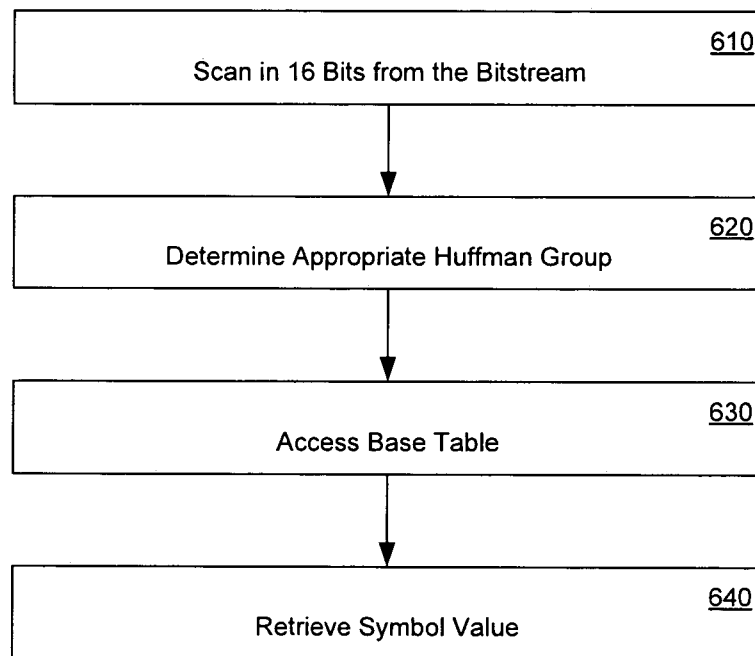 610
Scan in 16 Bits from the Bitstream
620
Determine Appropriate Huffman Group
630
Access Base Table
640
Retrieve Symbol Value